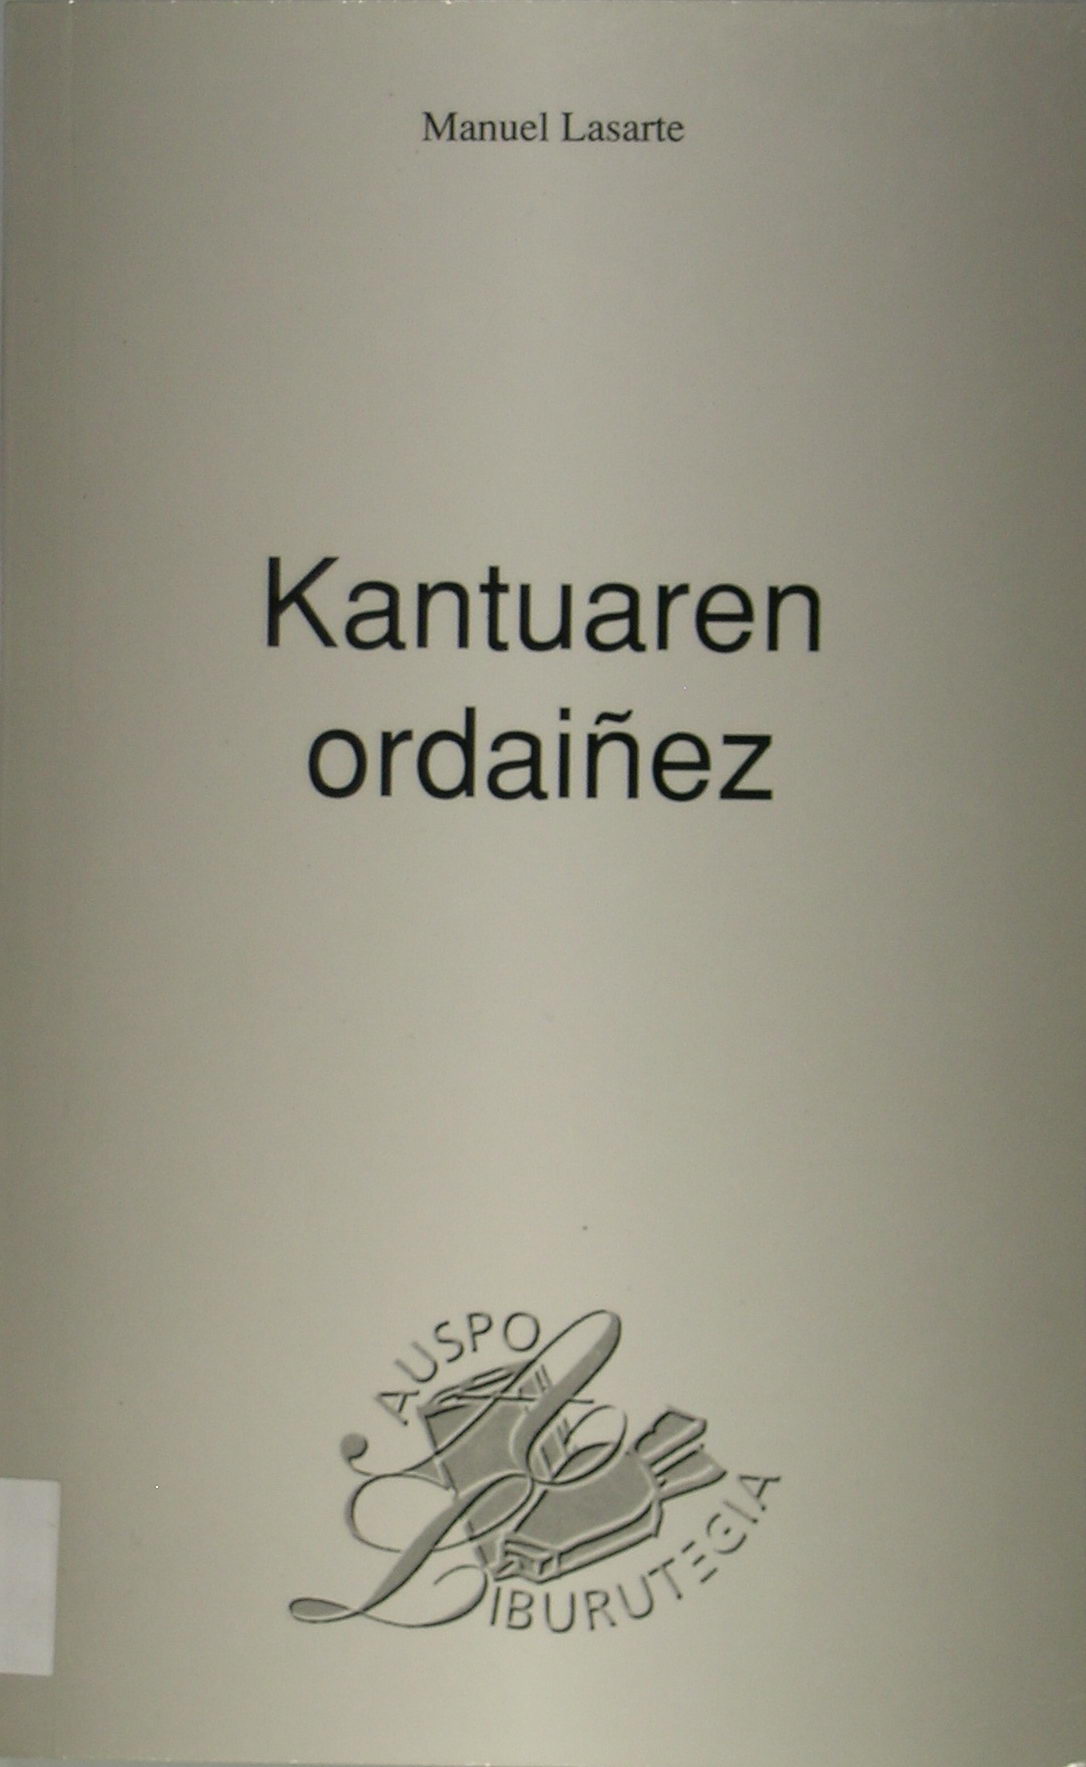 Manuel Lasarte
Kantuaren
ordaiñez
AUSPO
LIBURUTEGIA